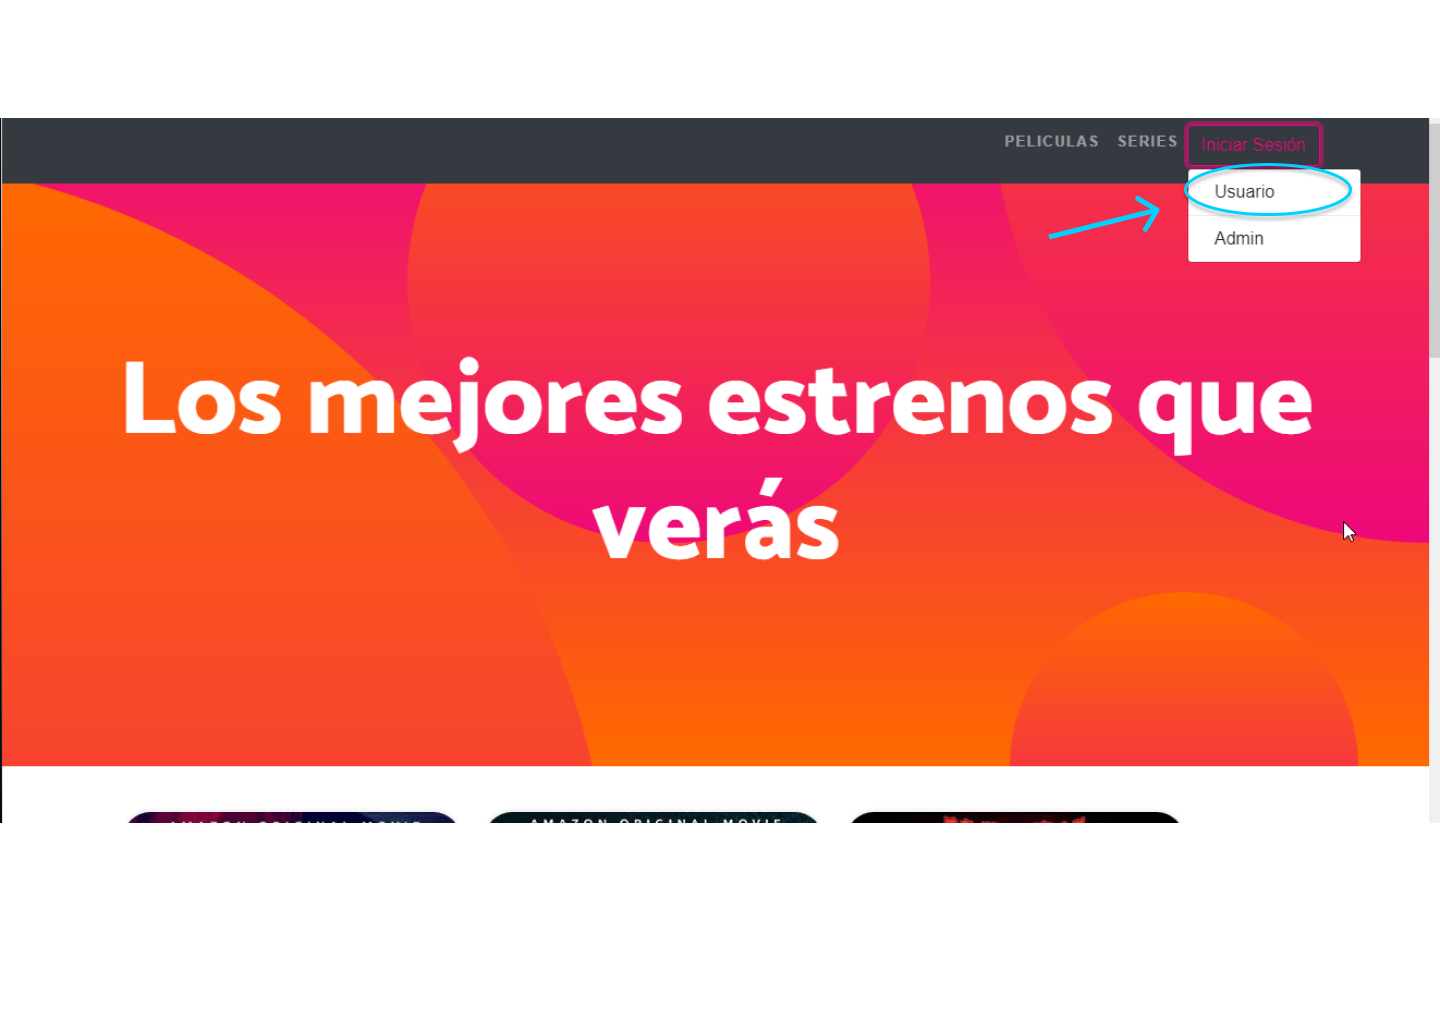 PELICULAS SERIES Iniciar Sesión
Usuario
Admin
Los mejores estrenos que
verás
AMAZON ORIGINAL MOVIE AMAZON ORIGINAL MOVIE